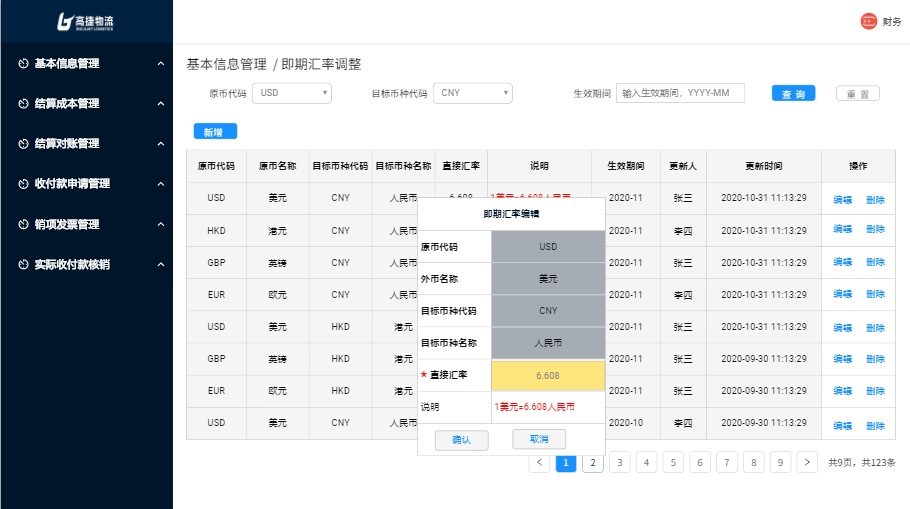 高捷物流
财务
基本信息管理
结算成本管理
结算对账管理
收付款申请管理
销项发票管理
实际收付款核销
基本信息管理 / 即期汇率调整
原币代码 USD 目标币种代码 CNY 生效期间 输入生效期间，YYYY-MM 查 询 重 置
新增
原币代码 原币名称 目标币种代码 目标币种名称 直接汇率 说明 生效期间 更新人 更新时间 操作
USD 美元 CNY 人民币 6.608 1美元=6.608人民币 2020-11 张三 2020-10-31 11:13:29 编辑 删除
HKD 港元 CNY 人民币 2020-11 李四 2020-10-31 11:13:29 编辑 删除
GBP 英镑 CNY 人民币 2020-11 张三 2020-10-31 11:13:29 编辑 删除
EUR 欧元 CNY 人民币 2020-11 李四 2020-10-31 11:13:29 编辑 删除
USD 美元 HKD 港元 2020-11 张三 2020-10-31 11:13:29 编辑 删除
GBP 英镑 HKD 港元 2020-11 张三 2020-09-30 11:13:29 编辑 删除
EUR 欧元 HKD 港元 2020-11 张三 2020-09-30 11:13:29 编辑 删除
USD 美元 CNY 人民币 2020-10 李四 2020-09-30 11:13:29 编辑 删除
即期汇率编辑
原币代码 USD
外币名称 美元
目标币种代码 CNY
目标币种名称 人民币
* 直接汇率 6.608
说明 1美元=6.608人民币
确认 取消
< 1 2 3 4 5 6 7 8 9 > 共9页，共123条